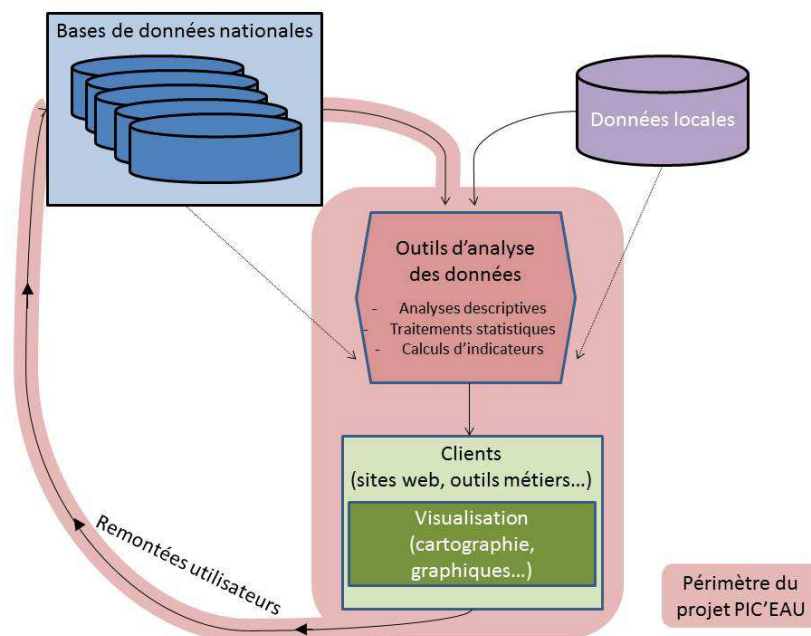 Bases de données nationales
Données locales
Outils d'analyse
des données
- Analyses descriptives
- Traitements statistiques
- Calculs d'indicateurs
Clients
(sites web, outils métiers...)
Visualisation
(cartographie,
graphiques...)
Remontées utilisateurs
Périmètre du
projet PIC'EAU